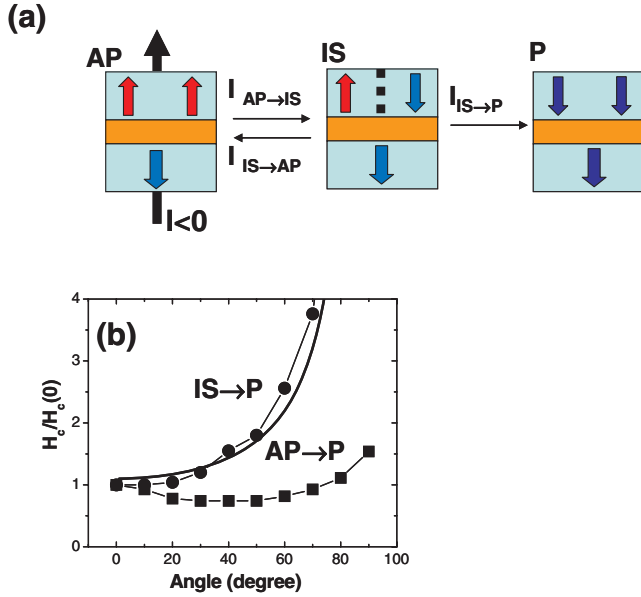 (a)
AP
IS
P
I AP→IS
I IS→AP
I IS→P
I<0
(b)
IS→P
AP→P
Hc/Hc(0)
4
3
2
1
0
0 20 40 60 80 100
Angle (degree)